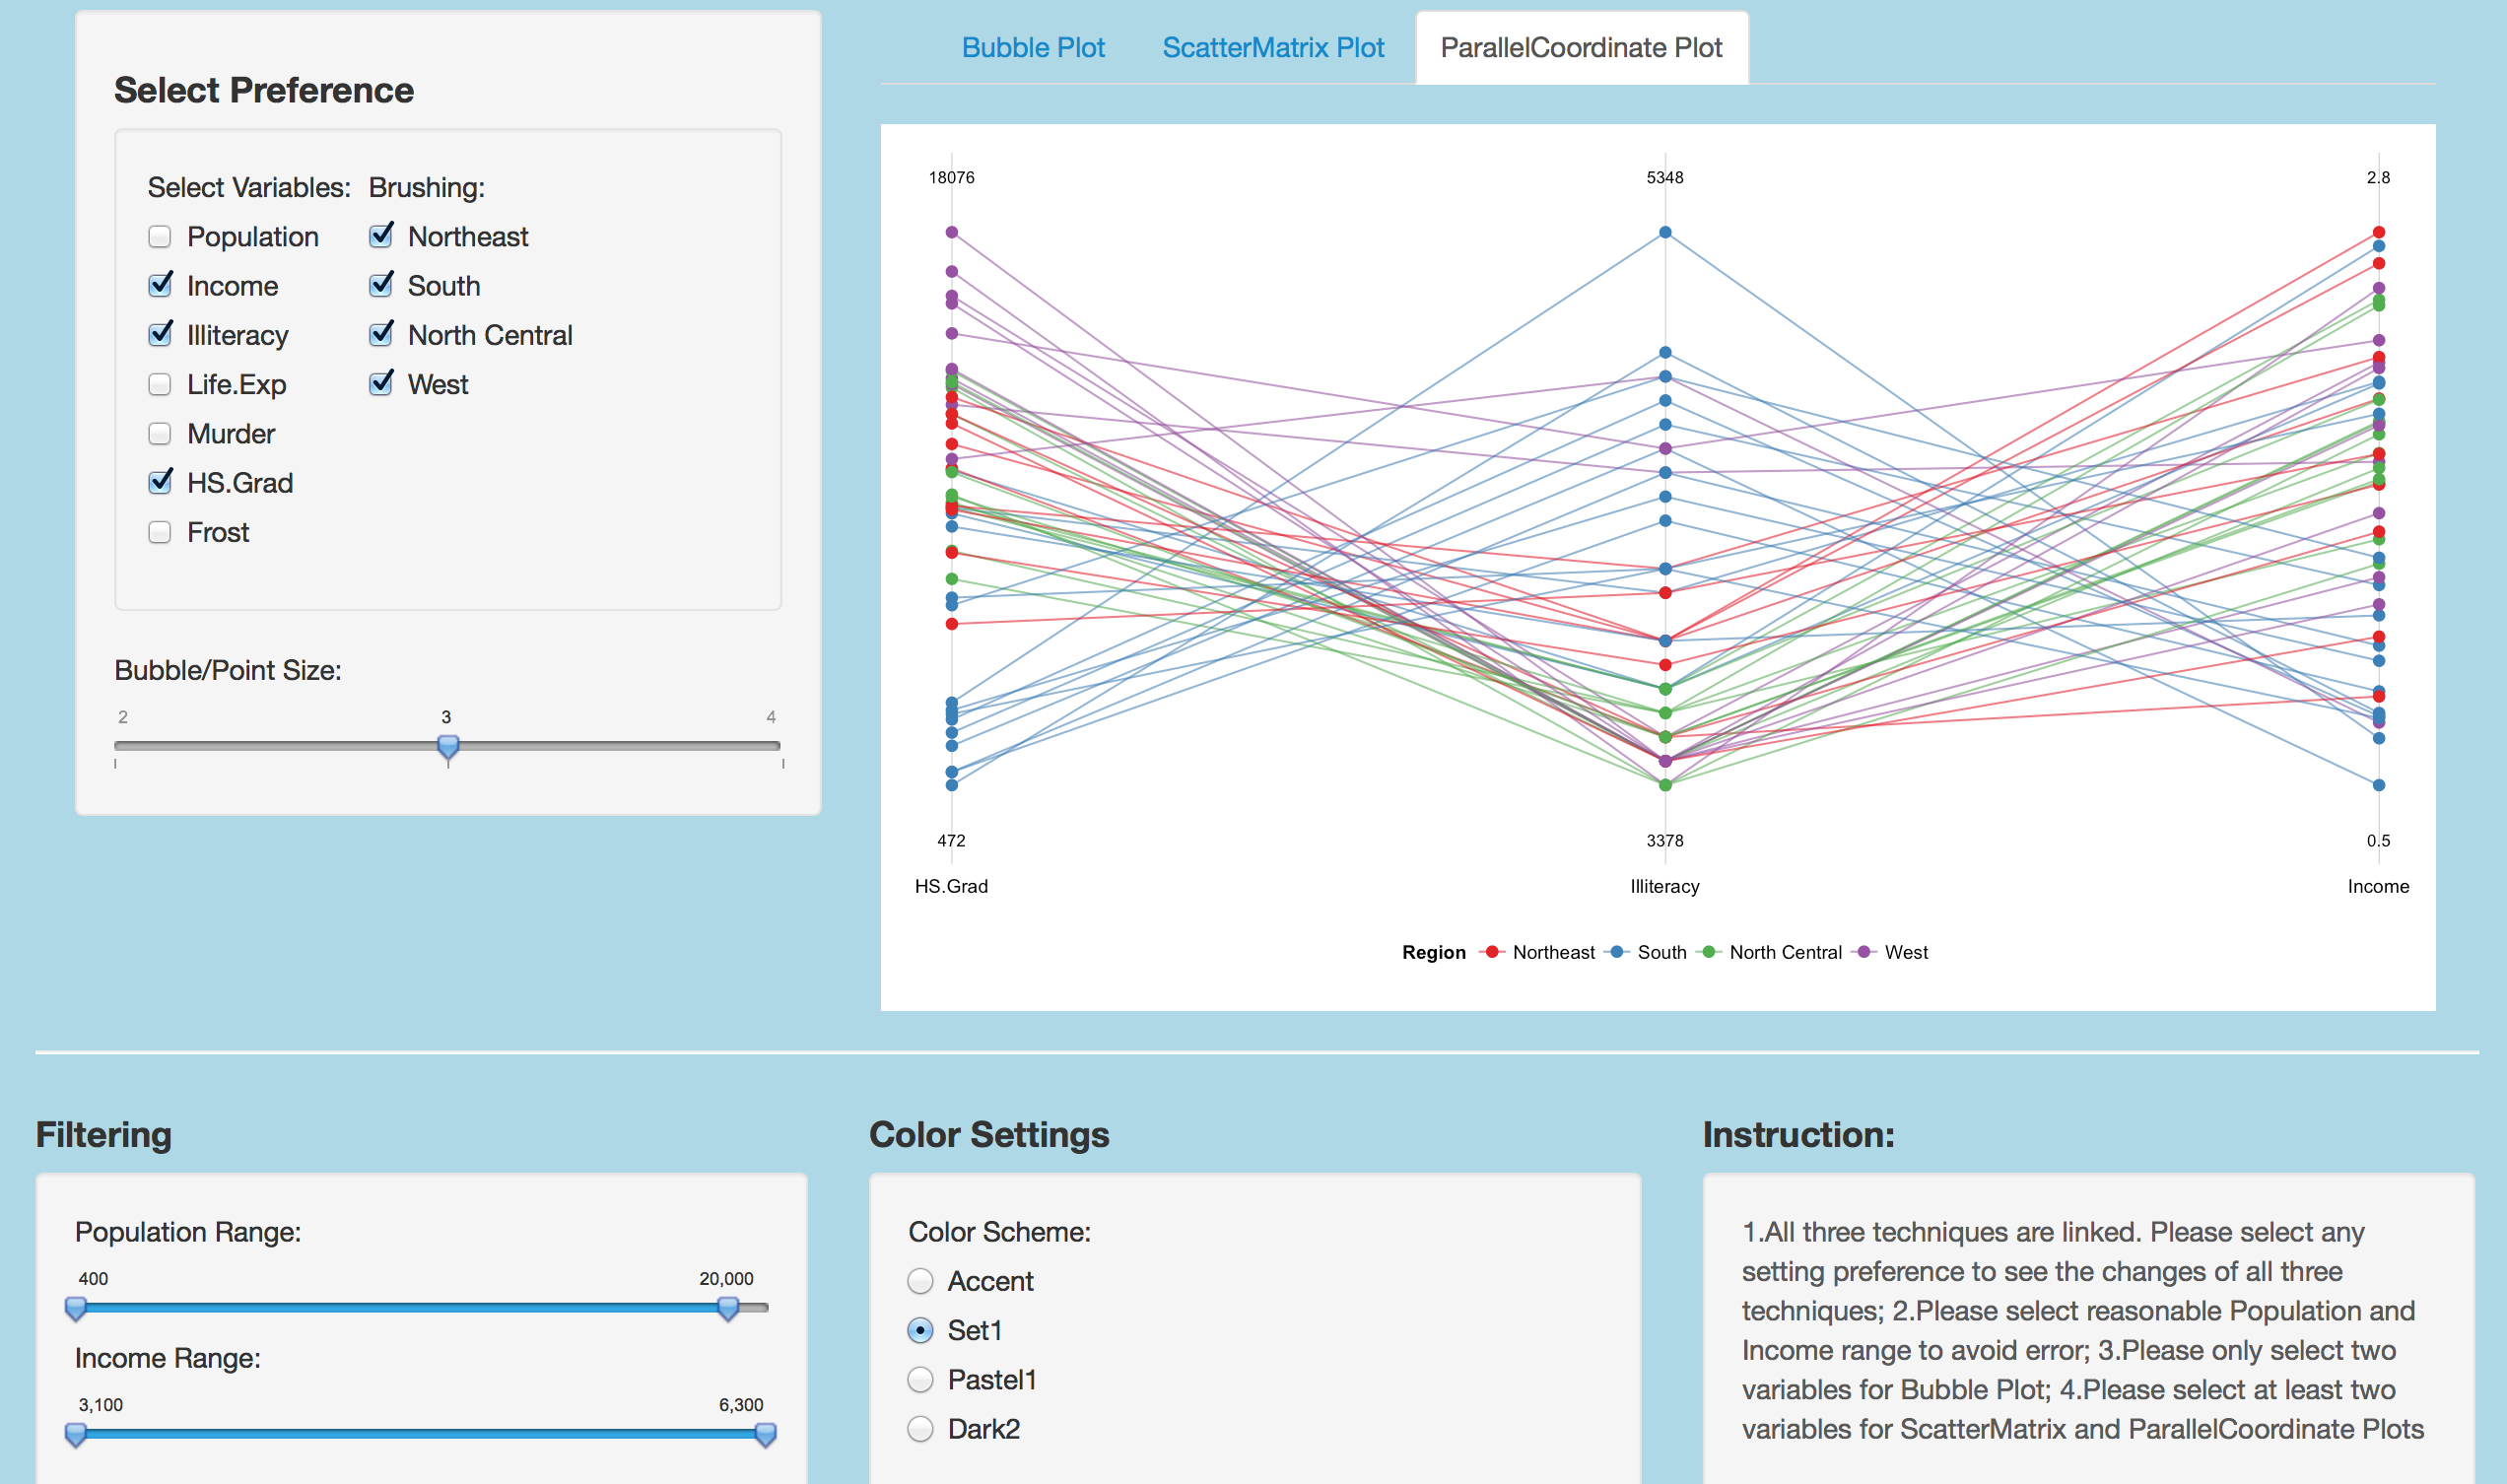 Select Preference
Select Variables:
Population
Income
Illiteracy
Life.Exp
Murder
HS.Grad
Frost
Brushing:
Northeast
South
North Central
West
Bubble/Point Size:
2 3 4
Bubble Plot ScatterMatrix Plot ParallelCoordinate Plot
18076 5348 2.8
472 3378 0.5
HS.Grad Illiteracy Income
Region Northeast South North Central West
Filtering
Population Range:
400 20,000
Income Range:
3,100 6,300
Color Settings
Color Scheme:
Accent
Set1
Pastel1
Dark2
Instruction:
1.All three techniques are linked. Please select any
setting preference to see the changes of all three
techniques; 2.Please select reasonable Population and
Income range to avoid error; 3.Please only select two
variables for Bubble Plot; 4.Please select at least two
variables for ScatterMatrix and ParallelCoordinate Plots